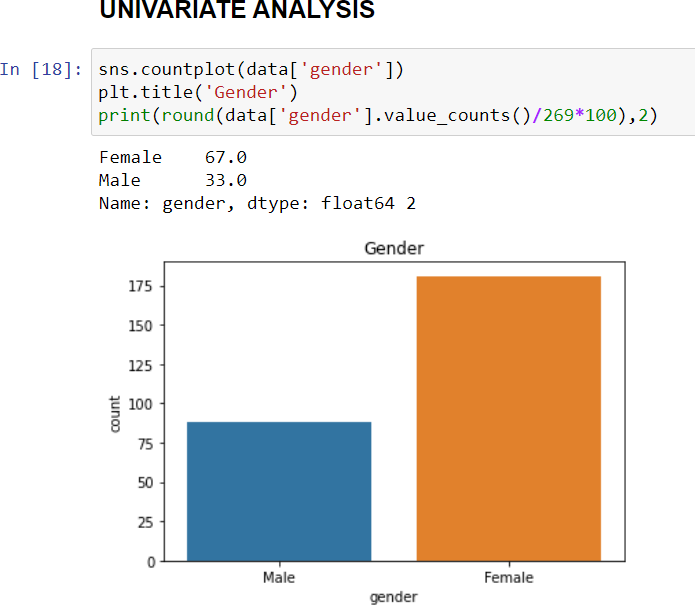 UNIVARIATE ANALYSIS
In [18]: sns.countplot(data['gender'])
plt.title('Gender')
print(round(data['gender'].value_counts()/269*100),2)
Female    67.0
Male      33.0
Name: gender, dtype: float64 2
Gender
175
150
125
100
75
50
25
0
count
Male Female
gender